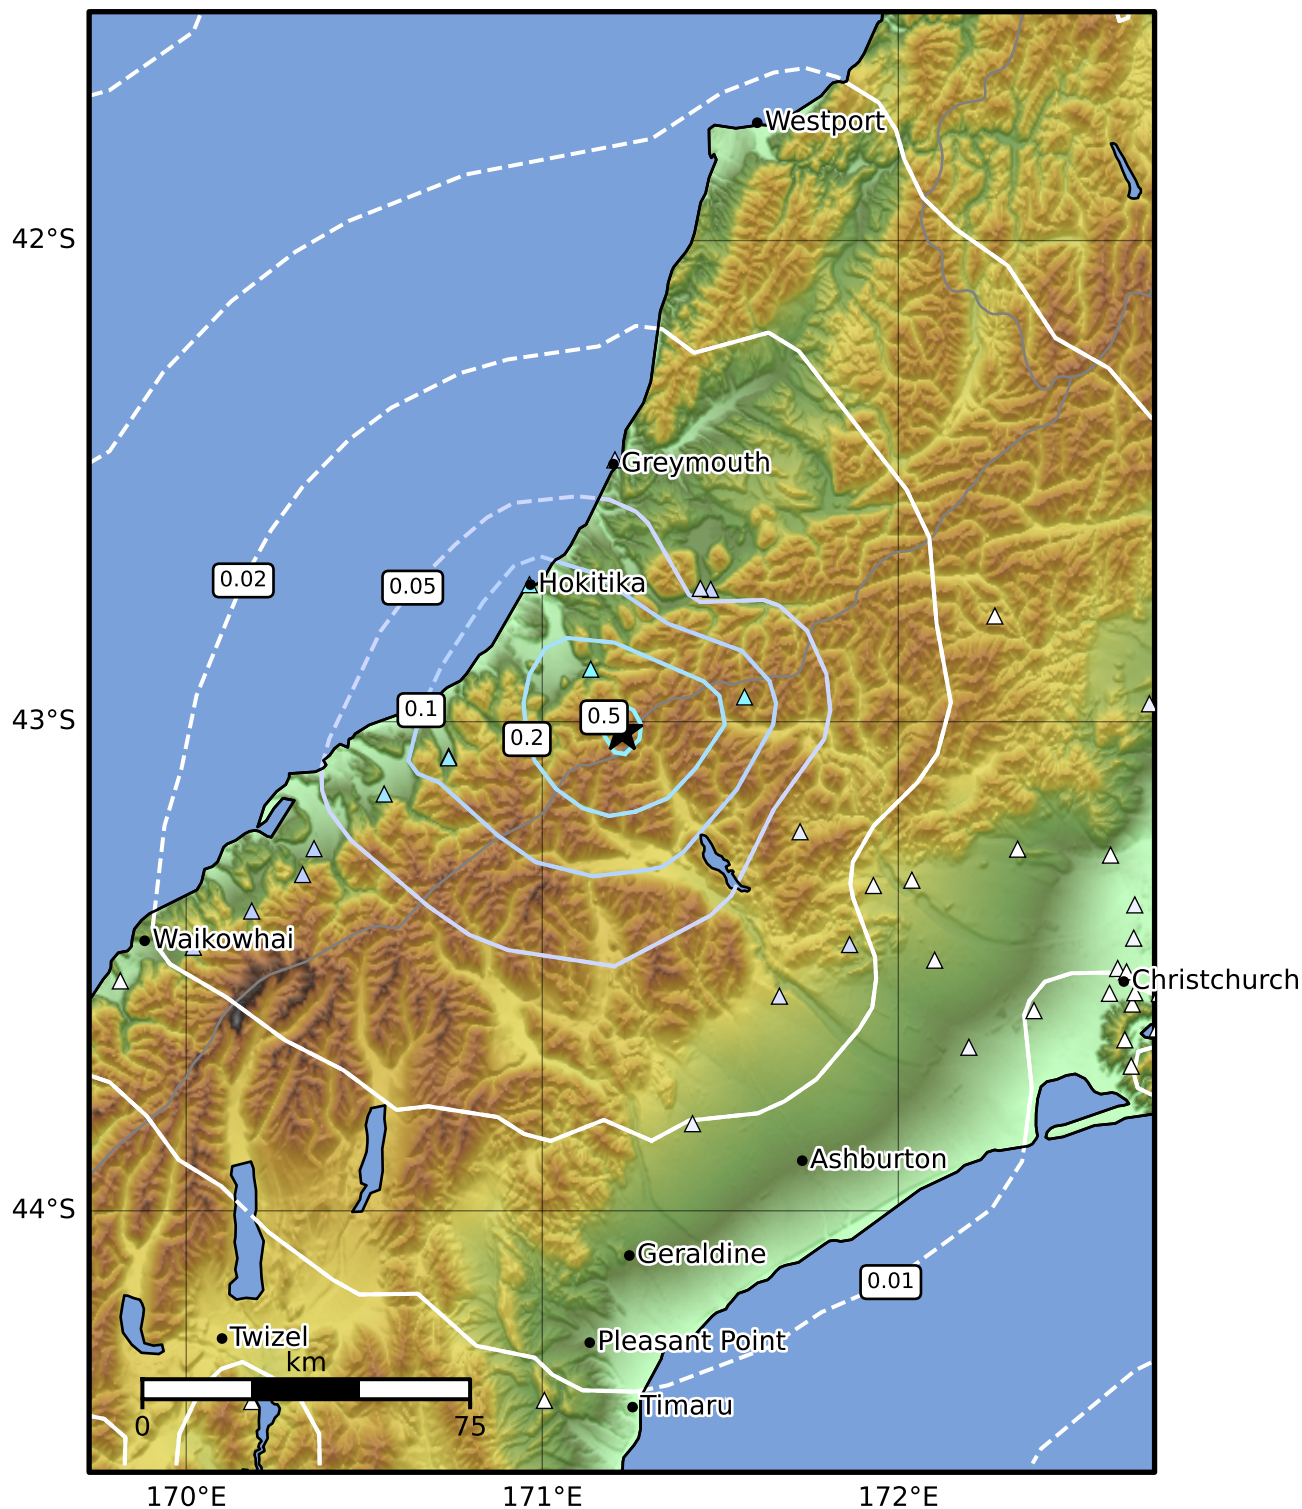 Westport
42°S
Greymouth
0.02
0.05
Hokitika
0.1
0.5
43°S
0.2
Waikowhai
Christchurch
Ashburton
44°S
Geraldine
0.01
Twizel
Pleasant Point
km
Timaru
0
75
170°E
171°E
172°E